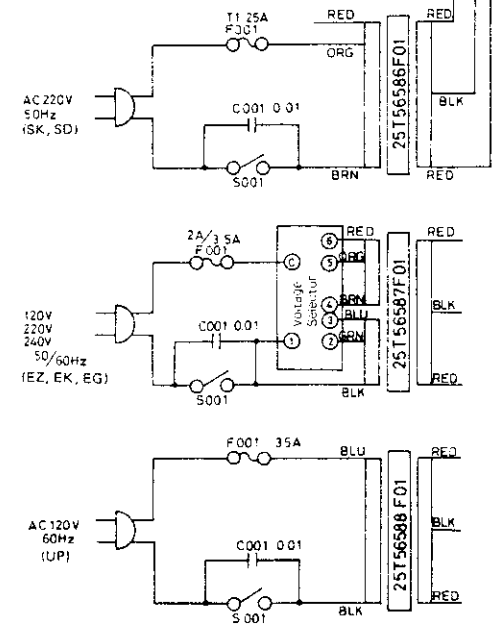 T1.25A
F001
RED
ORG
RED
AC 220V
50Hz
(SK, SD)
C001 0.01
S001
BRN
25T56586F01
BLK
RED
2A/3.5A
F001
Voltage
Selector
C
1
6
5
4
3
2
RED
ORG
BRN
BLU
GRN
120V
220V
240V
50/60Hz
(EZ, EK, EG)
C001 0.01
S001
BLK
25T56587F01
RED
BLK
RED
F001 3.5A
BLU
AC 120V
60Hz
(UP)
C001 0.01
S001
BLK
25T56588F01
RED
BLK
RED